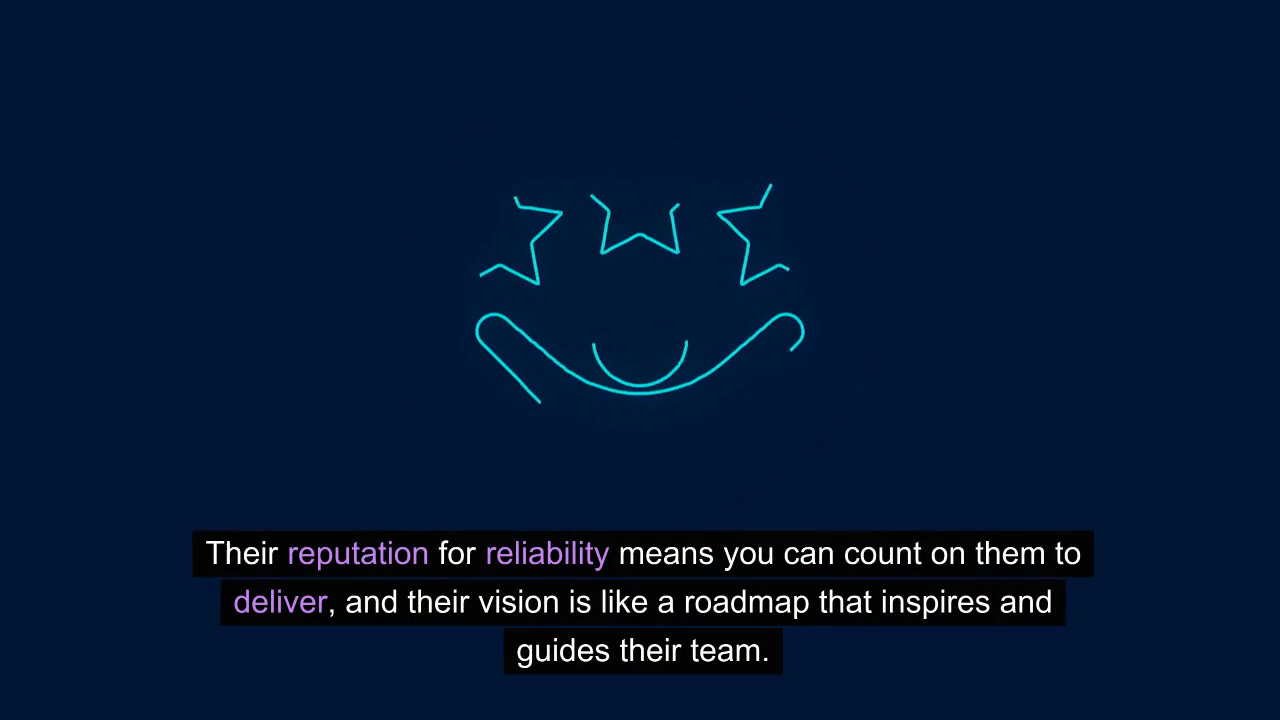 Their reputation for reliability means you can count on them to
deliver, and their vision is like a roadmap that inspires and
guides their team.